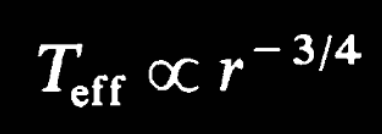 T_eff ∝ r^{-3/4}